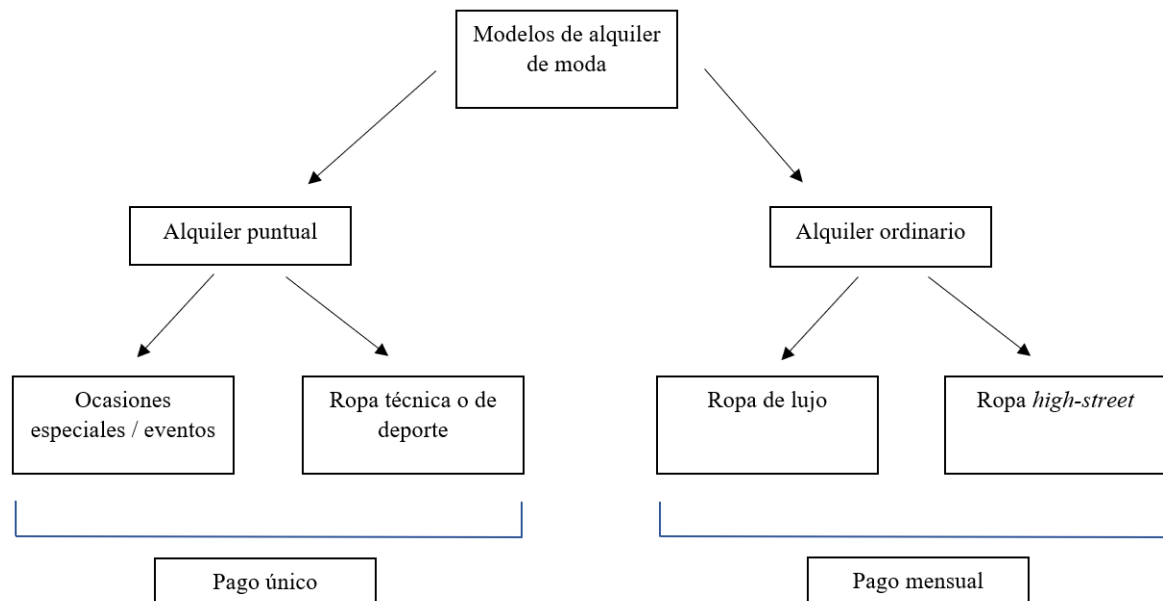 Modelos de alquiler
de moda
Alquiler puntual
Alquiler ordinario
Ocasiones
especiales / eventos
Ropa técnica o de
deporte
Ropa de lujo
Ropa high-street
Pago único
Pago mensual